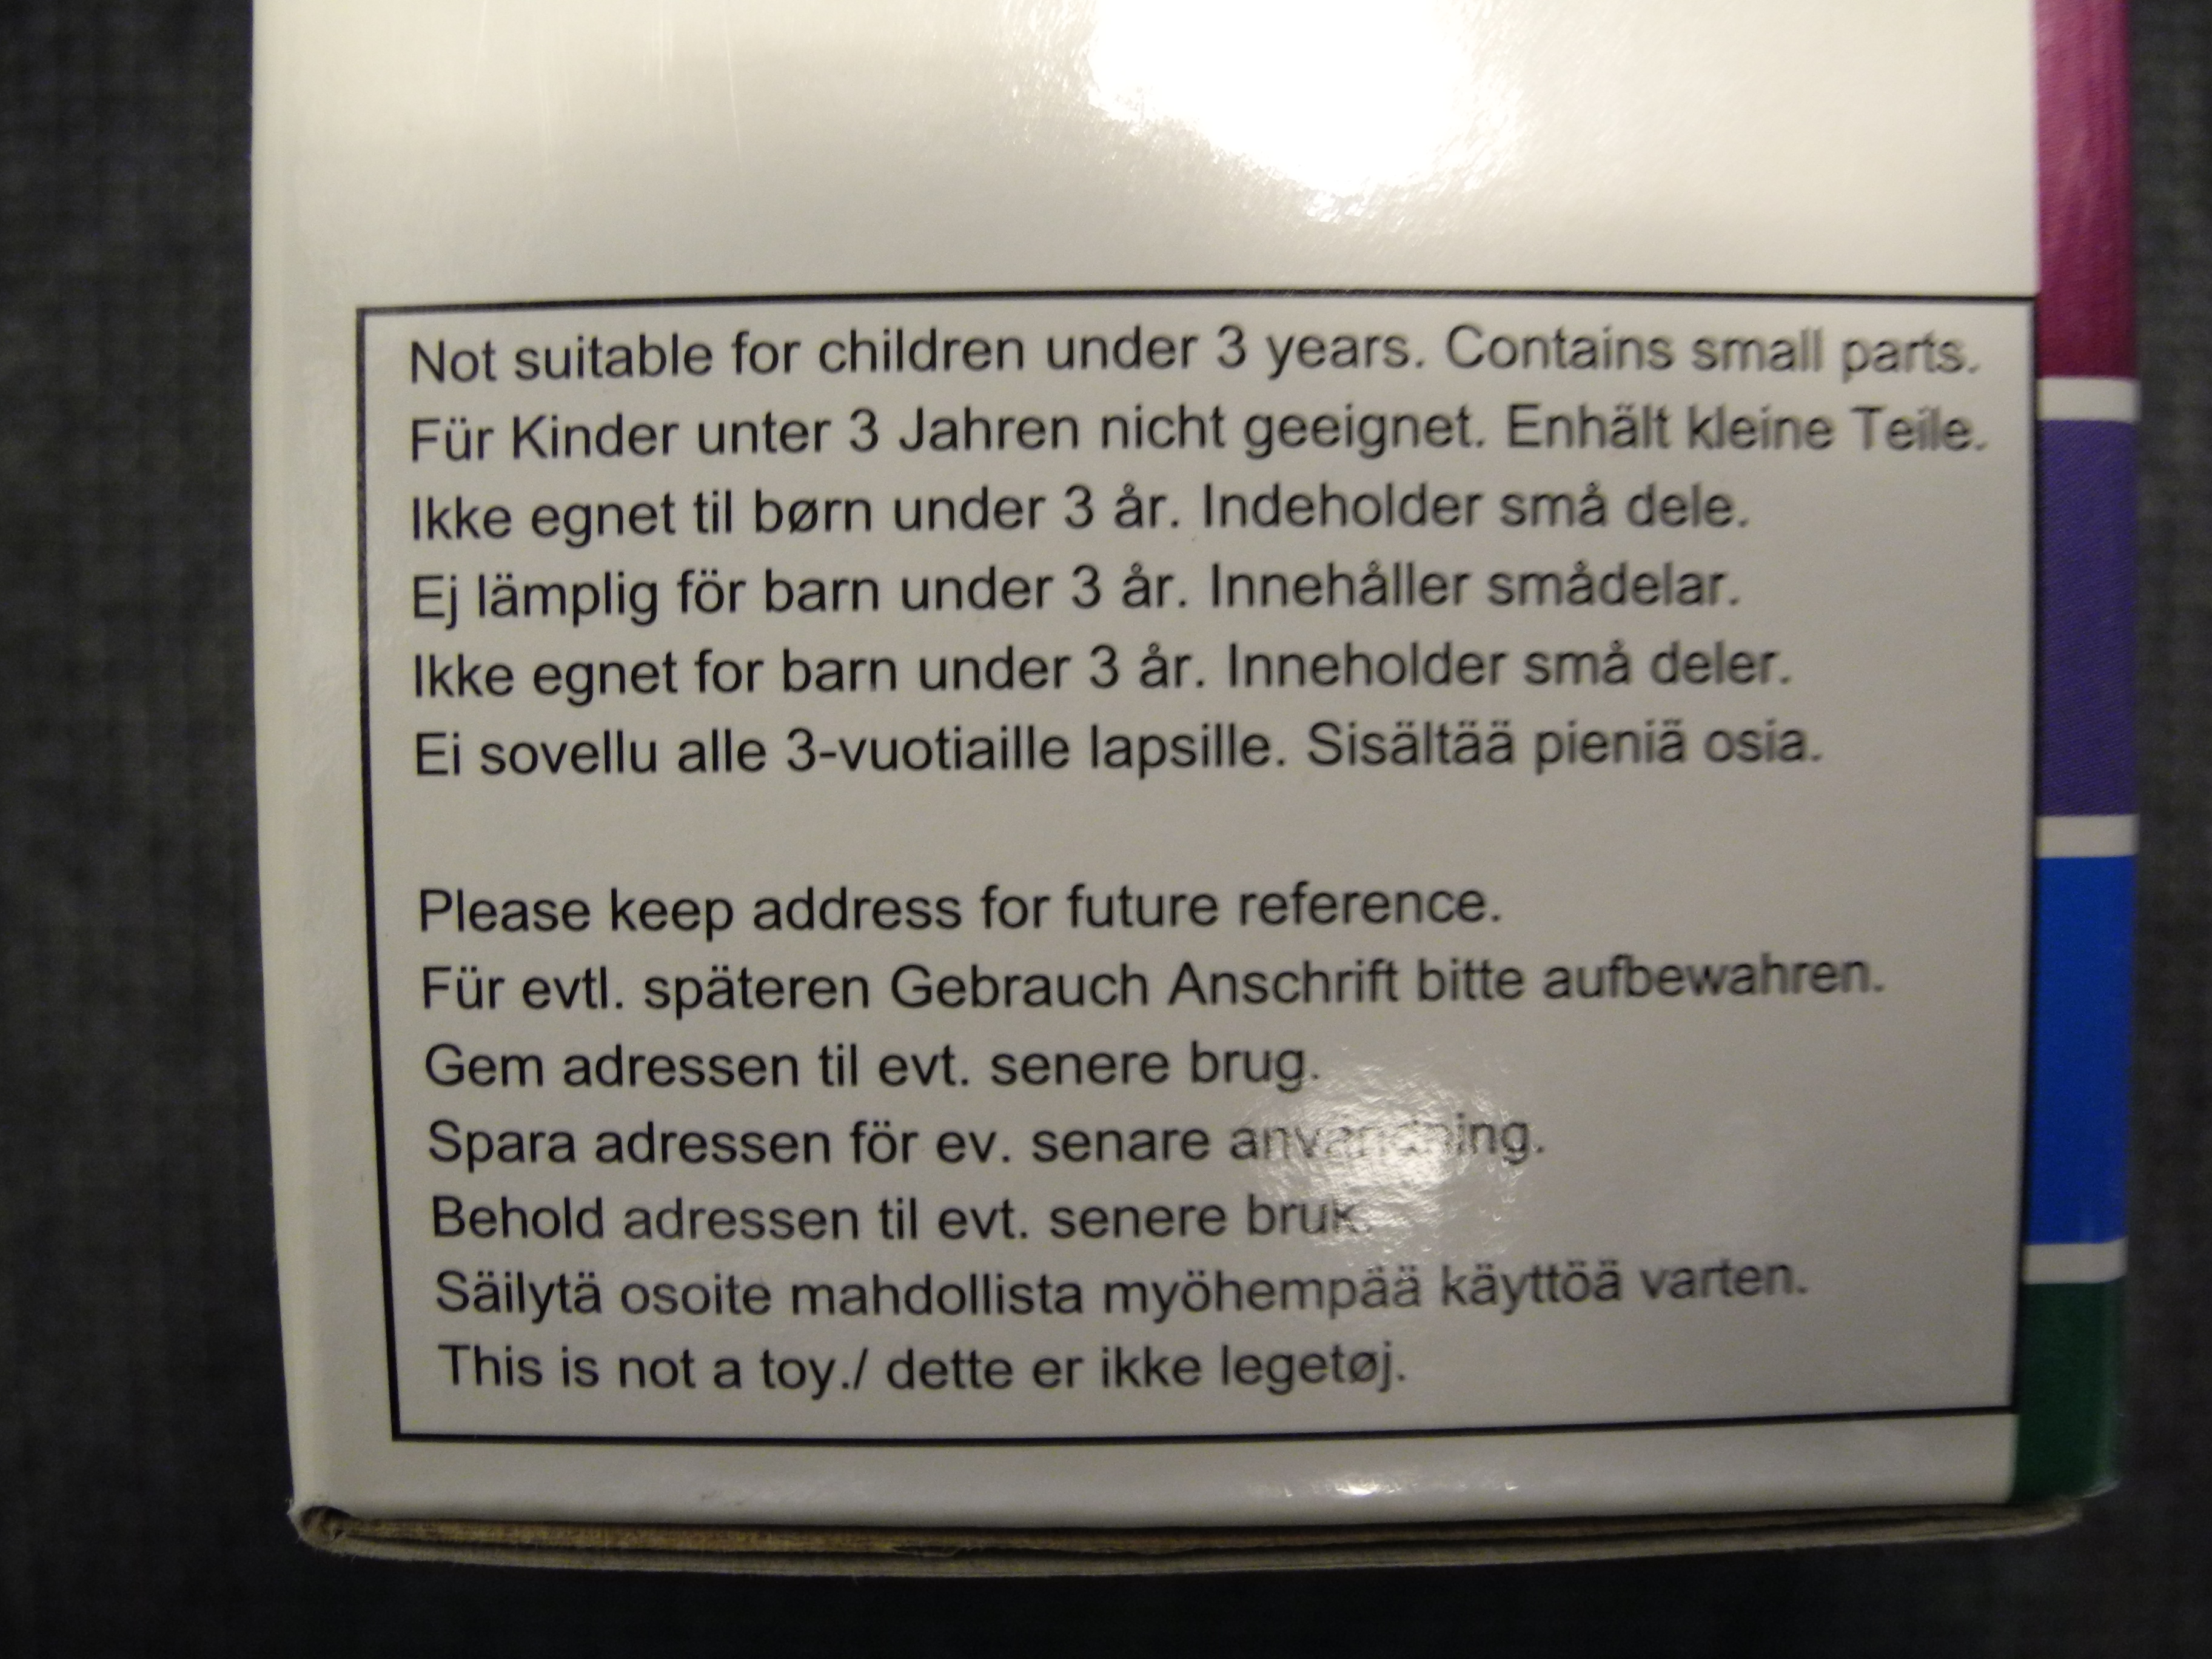 Not suitable for children under 3 years. Contains small parts.
Für Kinder unter 3 Jahren nicht geeignet. Enhält kleine Teile.
Ikke egnet til børn under 3 år. Indeholder små dele.
Ej lämplig för barn under 3 år. Innehåller smådelar.
Ikke egnet for barn under 3 år. Inneholder små deler.
Ei sovellu alle 3-vuotiaille lapsille. Sisältää pieniä osia.
Please keep address for future reference.
Für evtl. späteren Gebrauch Anschrift bitte aufbewahren.
Gem adressen til evt. senere brug.
Spara adressen för ev. senare användning.
Behold adressen til evt. senere bruk.
Säilytä osoite mahdollista myöhempää käyttöä varten.
This is not a toy./ dette er ikke legetøj.